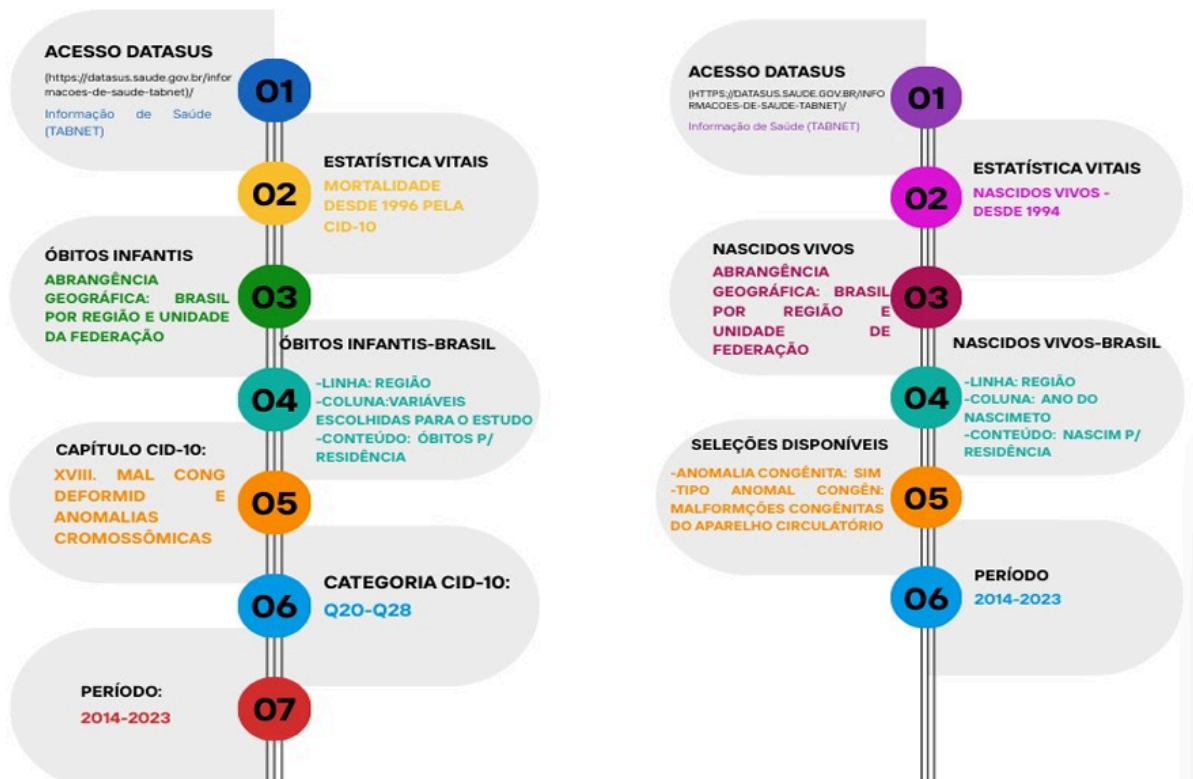 ACESSO DATASUS
(https://datasus.saude.gov.br/infor
macoes-de-saude-tabnet)/
Informação de Saúde
(TABNET)
01
ESTATÍSTICA VITAIS
MORTALIDADE
DESDE 1996 PELA
CID-10
02
ÓBITOS INFANTIS
ABRANGÊNCIA
GEOGRÁFICA: BRASIL
POR REGIÃO E UNIDADE
DA FEDERAÇÃO
03
ÓBITOS INFANTIS-BRASIL
-LINHA: REGIÃO
-COLUNA:VARIÁVEIS
ESCOLHIDAS PARA O ESTUDO
-CONTEÚDO: ÓBITOS P/
RESIDÊNCIA
04
CAPÍTULO CID-10:
XVIII. MAL CONG
DEFORMID E
ANOMALIAS
CROMOSSÔMICAS
05
CATEGORIA CID-10:
Q20-Q28
06
PERÍODO:
2014-2023
07
ACESSO DATASUS
(HTTPS://DATASUS.SAUDE.GOV.BR/INFO
RMACOES-DE-SAUDE-TABNET)/
Informação de Saúde (TABNET)
01
ESTATÍSTICA VITAIS
NASCIDOS VIVOS -
DESDE 1994
02
NASCIDOS VIVOS
ABRANGÊNCIA
GEOGRÁFICA: BRASIL
POR REGIÃO E
UNIDADE DE
FEDERAÇÃO
03
NASCIDOS VIVOS-BRASIL
-LINHA: REGIÃO
-COLUNA: ANO DO
NASCIMETO
-CONTEÚDO: NASCIM P/
RESIDÊNCIA
04
SELEÇÕES DISPONÍVEIS
-ANOMALIA CONGÊNITA: SIM
-TIPO ANOMAL CONGÊN:
MALFORMÇÕES CONGÊNITAS
DO APARELHO CIRCULATÓRIO
05
PERÍODO
2014-2023
06